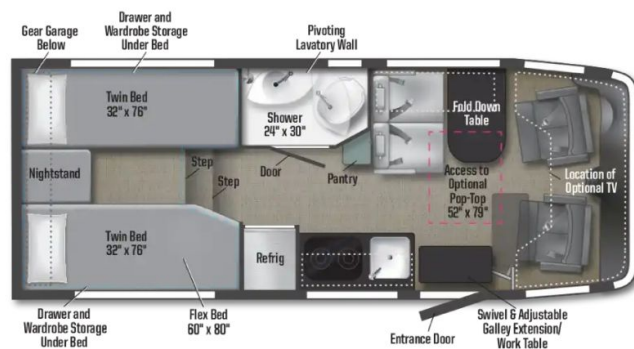 Gear Garage
Below
Drawer and
Wardrobe Storage
Under Bed
Pivoting
Lavatory Wall
Twin Bed
32" x 76"
Shower
24" x 30"
Fold Down
Table
Nightstand
Step
Step
Door
Pantry
Access to
Optional
Pop-Top
52" x 79"
Location of
Optional TV
Twin Bed
32" x 76"
Refrig
Drawer and
Wardrobe Storage
Under Bed
Flex Bed
60" x 80"
Entrance Door
Swivel & Adjustable
Galley Extension/
Work Table